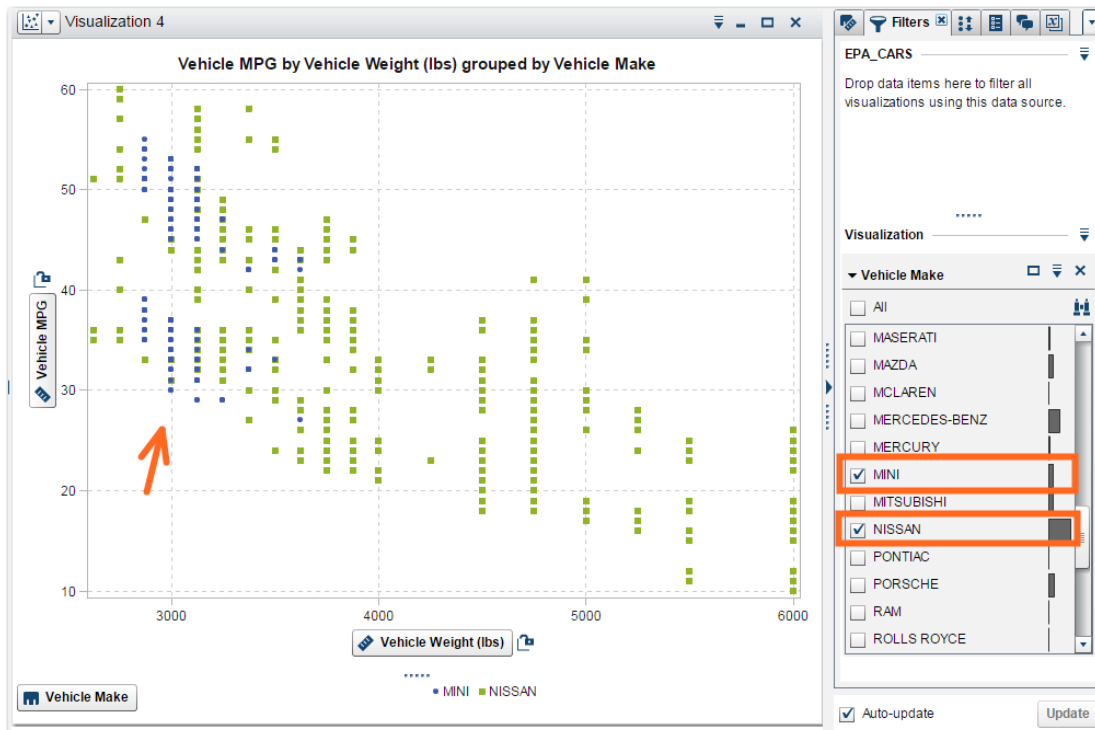 Visualization 4
Vehicle MPG by Vehicle Weight (lbs) grouped by Vehicle Make
60
50
40
30
20
10
Vehicle MPG
3000 4000 5000 6000
Vehicle Weight (lbs)
MINI NISSAN
Vehicle Make
Filters
EPA_CARS
Drop data items here to filter all
visualizations using this data source.
Visualization
Vehicle Make
All
MASERATI
MAZDA
MCLAREN
MERCEDES-BENZ
MERCURY
MINI
MITSUBISHI
NISSAN
PONTIAC
PORSCHE
RAM
ROLLS ROYCE
Auto-update
Update